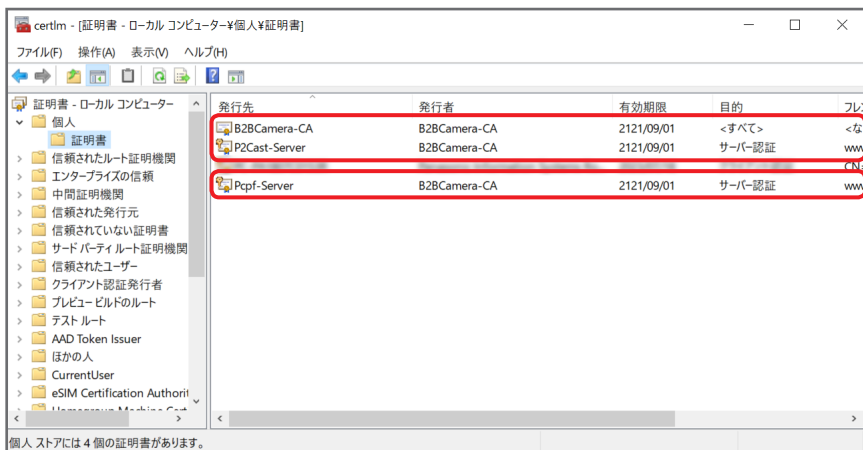 certlm - [証明書 - ローカル コンピューター¥個人¥証明書]
ファイル(F) 操作(A) 表示(V) ヘルプ(H)
証明書 - ローカル コンピューター
個人
証明書
信頼されたルート証明機関
エンタープライズの信頼
中間証明機関
信頼された発行元
信頼されていない証明書
サード パーティ ルート証明機関
信頼されたユーザー
クライアント認証発行者
プレビュー ビルドのルート
テスト ルート
AAD Token Issuer
ほかの人
CurrentUser
eSIM Certification Authorit
発行先 発行者 有効期限 目的 フレ
B2BCamera-CA B2BCamera-CA 2121/09/01 <すべて> <な
P2Cast-Server B2BCamera-CA 2121/09/01 サーバー認証 www
Pcpf-Server B2BCamera-CA 2121/09/01 サーバー認証 www
個人 ストアには 4 個の証明書があります。